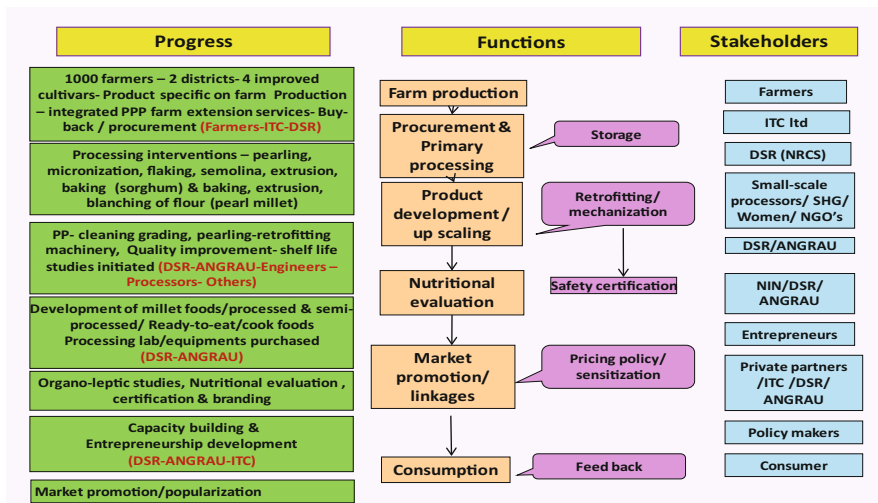 Progress
1000 farmers – 2 districts- 4 improved
cultivars- Product specific on farm Production
– integrated PPP farm extension services- Buy-
back / procurement (Farmers-ITC-DSR)
Processing interventions – pearling,
micronization, flaking, semolina, extrusion,
baking (sorghum) & baking, extrusion,
blanching of flour (pearl millet)
PP- cleaning grading, pearling-retrofitting
machinery, Quality improvement- shelf life
studies initiated (DSR-ANGRAU-Engineers –
Processors- Others)
Development of millet foods/processed & semi-
processed/ Ready-to-eat/cook foods
Processing lab/equipments purchased
(DSR-ANGRAU)
Organo-leptic studies, Nutritional evaluation ,
certification & branding
Capacity building &
Entrepreneurship development
(DSR-ANGRAU-ITC)
Market promotion/popularization
Functions
Farm production
Procurement &
Primary
processing
Storage
Product
development /
up scaling
Retrofitting/
mechanization
Safety certification
Nutritional
evaluation
Market
promotion/
linkages
Pricing policy/
sensitization
Consumption
Feed back
Stakeholders
Farmers
ITC ltd
DSR (NRCS)
Small-scale
processors/ SHG/
Women/ NGO's
DSR/ANGRAU
NIN/DSR/
ANGRAU
Entrepreneurs
Private partners
/ITC /DSR/
ANGRAU
Policy makers
Consumer